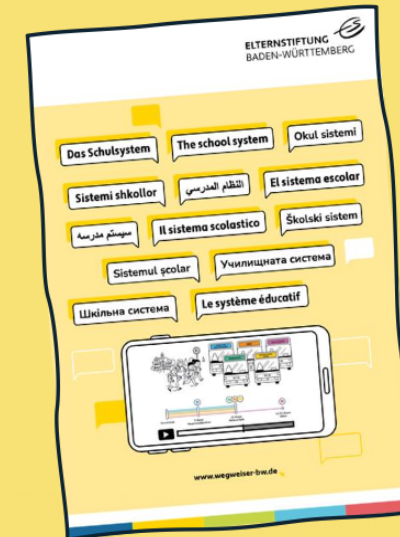 ELTERNSTIFTUNG
BADEN-WÜRTTEMBERG
Das Schulsystem
The school system
Okul sistemi
Sistemi shkollor
النظام المدرسي
El sistema escolar
سیستم مدرسه
Il sistema scolastico
Školski sistem
Sistemul școlar
Училищната система
Шкільна система
Le système éducatif
www.wegweiser-bw.de